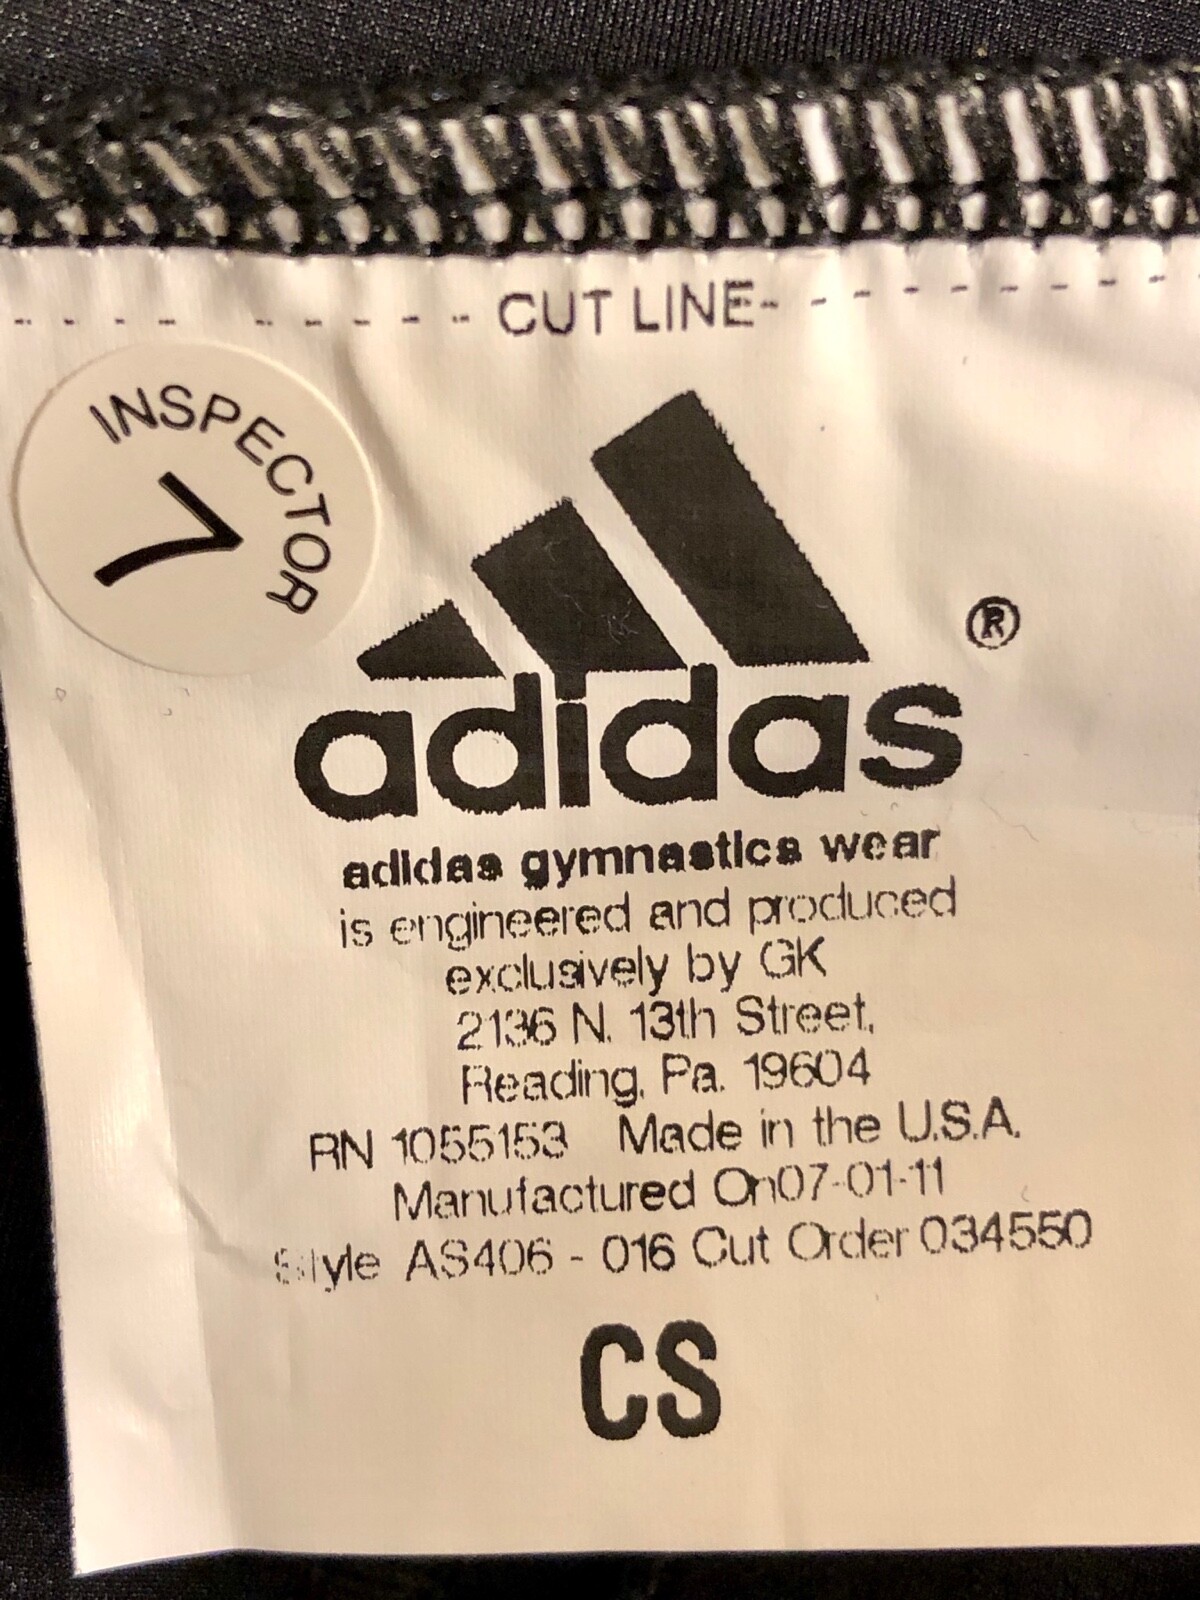 CUT LINE
INSPECTOR
7
adidas®
adidas gymnastics wear
is engineered and produced
exclusively by GK
2136 N. 13th Street,
Reading, Pa. 19604
RN 1055153 Made in the U.S.A.
Manufactured On07-01-11
Style AS406 - 016 Cut Order 034550
CS